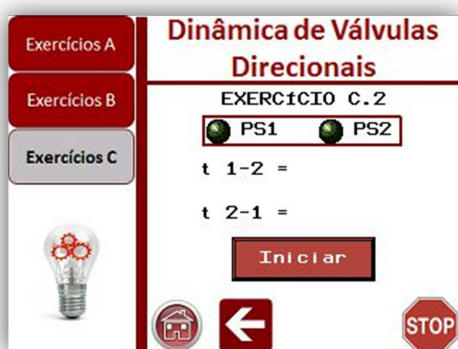 Exercícios A
Exercícios B
Exercícios C
Dinâmica de Válvulas
Direcionais
EXERCíCIO C.2
PS1 PS2
t 1-2 =
t 2-1 =
Iniciar
STOP